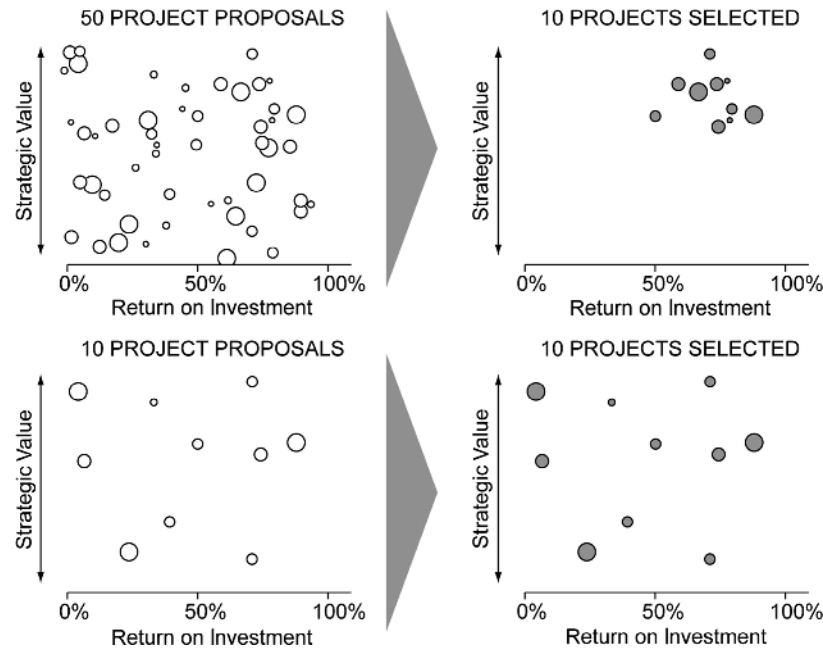 50 PROJECT PROPOSALS
10 PROJECTS SELECTED
Strategic Value
Strategic Value
0% 50% 100%
0% 50% 100%
Return on Investment
Return on Investment
10 PROJECT PROPOSALS
10 PROJECTS SELECTED
Strategic Value
Strategic Value
0% 50% 100%
0% 50% 100%
Return on Investment
Return on Investment